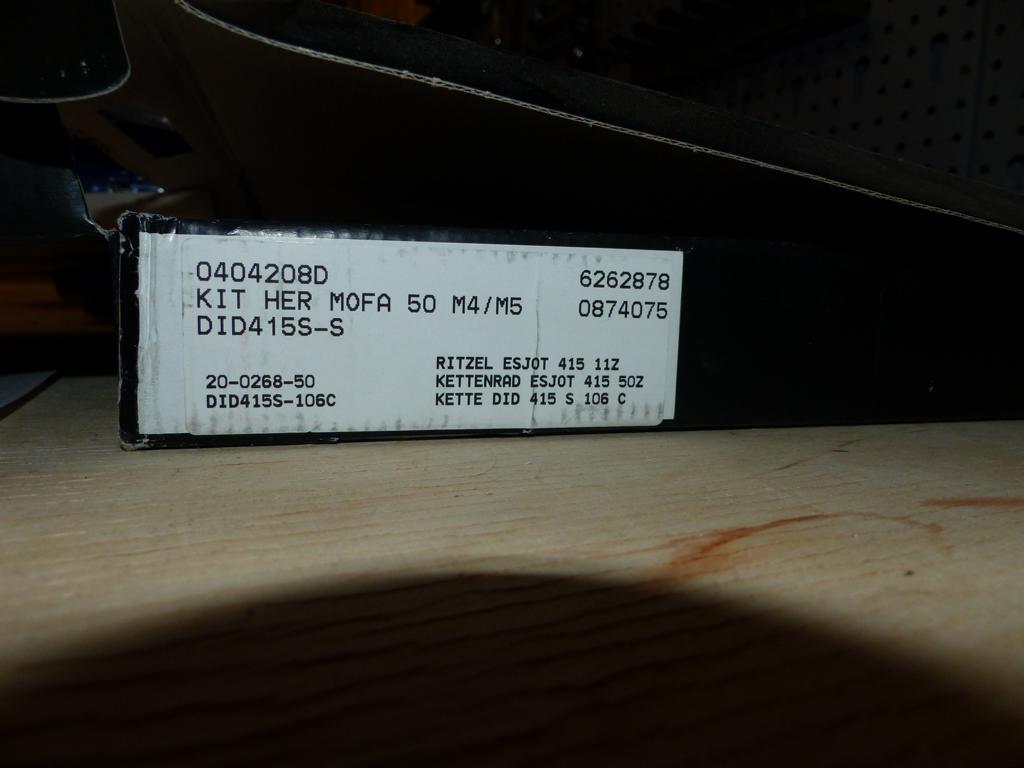 0404208D 6262878
KIT HER MOFA 50 M4/M5 0874075
DID415S-S
RITZEL ESJOT 415 11Z
20-0268-50 KETTENRAD ESJOT 415 50Z
DID415S-106C KETTE DID 415 S 106 C